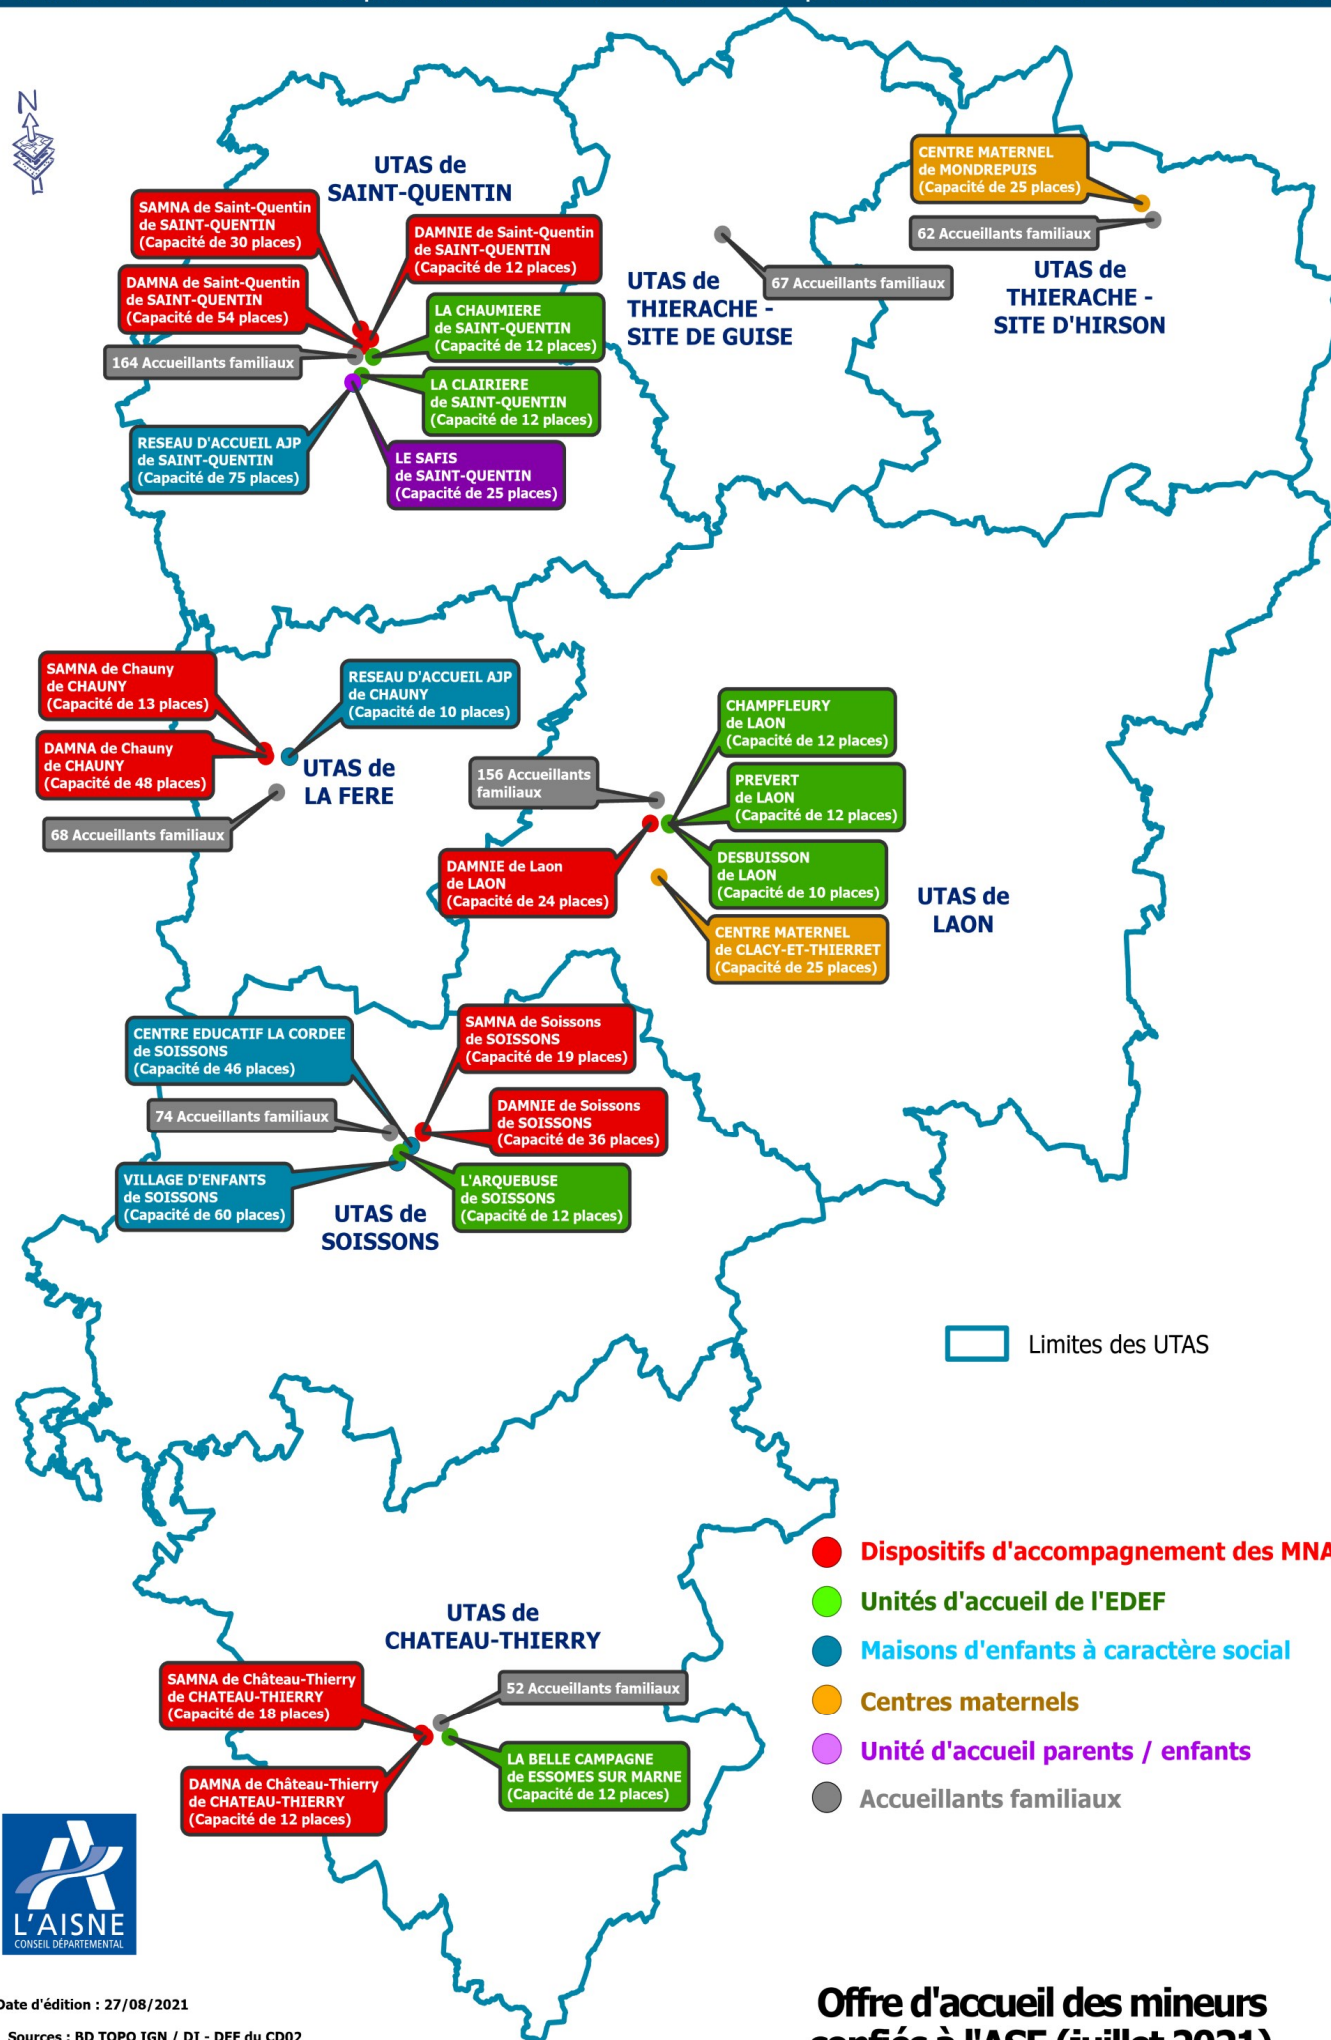 N
UTAS de
SAINT-QUENTIN
SAMNA de Saint-Quentin
de SAINT-QUENTIN
(Capacité de 30 places)
DAMNIE de Saint-Quentin
de SAINT-QUENTIN
(Capacité de 12 places)
DAMNA de Saint-Quentin
de SAINT-QUENTIN
(Capacité de 54 places)
LA CHAUMIERE
de SAINT-QUENTIN
(Capacité de 12 places)
164 Accueillants familiaux
LA CLAIRIERE
de SAINT-QUENTIN
(Capacité de 12 places)
RESEAU D'ACCUEIL AJP
de SAINT-QUENTIN
(Capacité de 75 places)
LE SAFIS
de SAINT-QUENTIN
(Capacité de 25 places)
CENTRE MATERNEL
de MONDREPUIS
(Capacité de 25 places)
62 Accueillants familiaux
67 Accueillants familiaux
UTAS de
THIERACHE -
SITE DE GUISE
UTAS de
THIERACHE -
SITE D'HIRSON
SAMNA de Chauny
de CHAUNY
(Capacité de 13 places)
RESEAU D'ACCUEIL AJP
de CHAUNY
(Capacité de 10 places)
DAMNA de Chauny
de CHAUNY
(Capacité de 48 places)
UTAS de
LA FERE
68 Accueillants familiaux
CHAMPFLEURY
de LAON
(Capacité de 12 places)
156 Accueillants
familiaux
PREVERT
de LAON
(Capacité de 12 places)
DAMNIE de Laon
de LAON
(Capacité de 24 places)
DESBUISSON
de LAON
(Capacité de 10 places)
UTAS de
LAON
CENTRE MATERNEL
de CLACY-ET-THIERRET
(Capacité de 25 places)
CENTRE EDUCATIF LA CORDEE
de SOISSONS
(Capacité de 46 places)
SAMNA de Soissons
de SOISSONS
(Capacité de 19 places)
74 Accueillants familiaux
DAMNIE de Soissons
de SOISSONS
(Capacité de 36 places)
VILLAGE D'ENFANTS
de SOISSONS
(Capacité de 60 places)
L'ARQUEBUSE
de SOISSONS
(Capacité de 12 places)
UTAS de
SOISSONS
Limites des UTAS
Dispositifs d'accompagnement des MNA
Unités d'accueil de l'EDEF
Maisons d'enfants à caractère social
Centres maternels
Unité d'accueil parents / enfants
Accueillants familiaux
UTAS de
CHATEAU-THIERRY
SAMNA de Château-Thierry
de CHATEAU-THIERRY
(Capacité de 18 places)
52 Accueillants familiaux
DAMNA de Château-Thierry
de CHATEAU-THIERRY
(Capacité de 12 places)
LA BELLE CAMPAGNE
de ESSOMES SUR MARNE
(Capacité de 12 places)
L'AISNE
CONSEIL DÉPARTEMENTAL
Date d'édition : 27/08/2021
Sources : BD TOPO IGN / DI - DEF du CD02
Offre d'accueil des mineurs
confiés à l'ASE (juillet 2021)